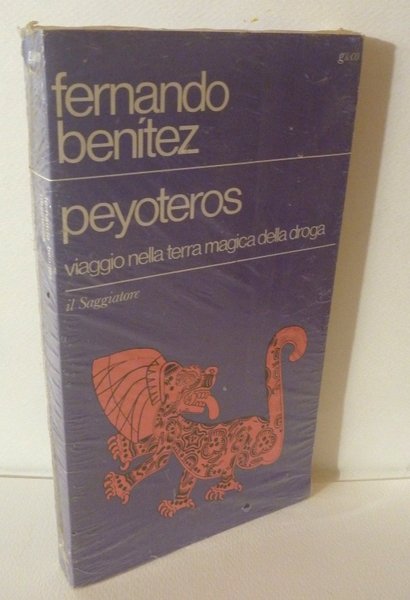 fernando
benítez
peyoteros
viaggio nella terra magica della droga
il Saggiatore